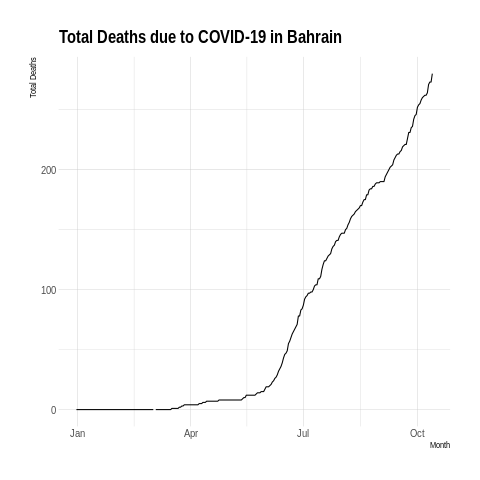 Total Deaths due to COVID-19 in Bahrain
Total Deaths
200
100
0
Jan Apr Jul Oct
Month